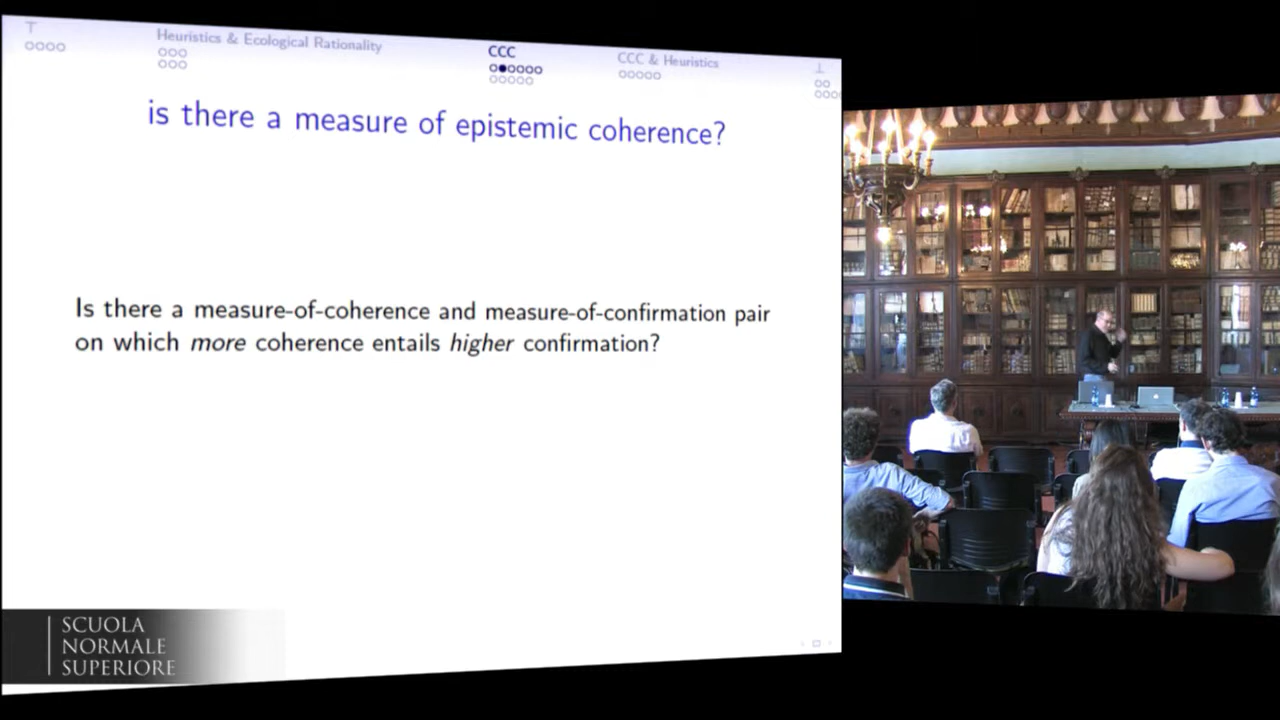 ⊤
Heuristics & Ecological Rationality
CCC
CCC & Heuristics
⊥
is there a measure of epistemic coherence?
Is there a measure-of-coherence and measure-of-confirmation pair
on which more coherence entails higher confirmation?
SCUOLA
NORMALE
SUPERIORE